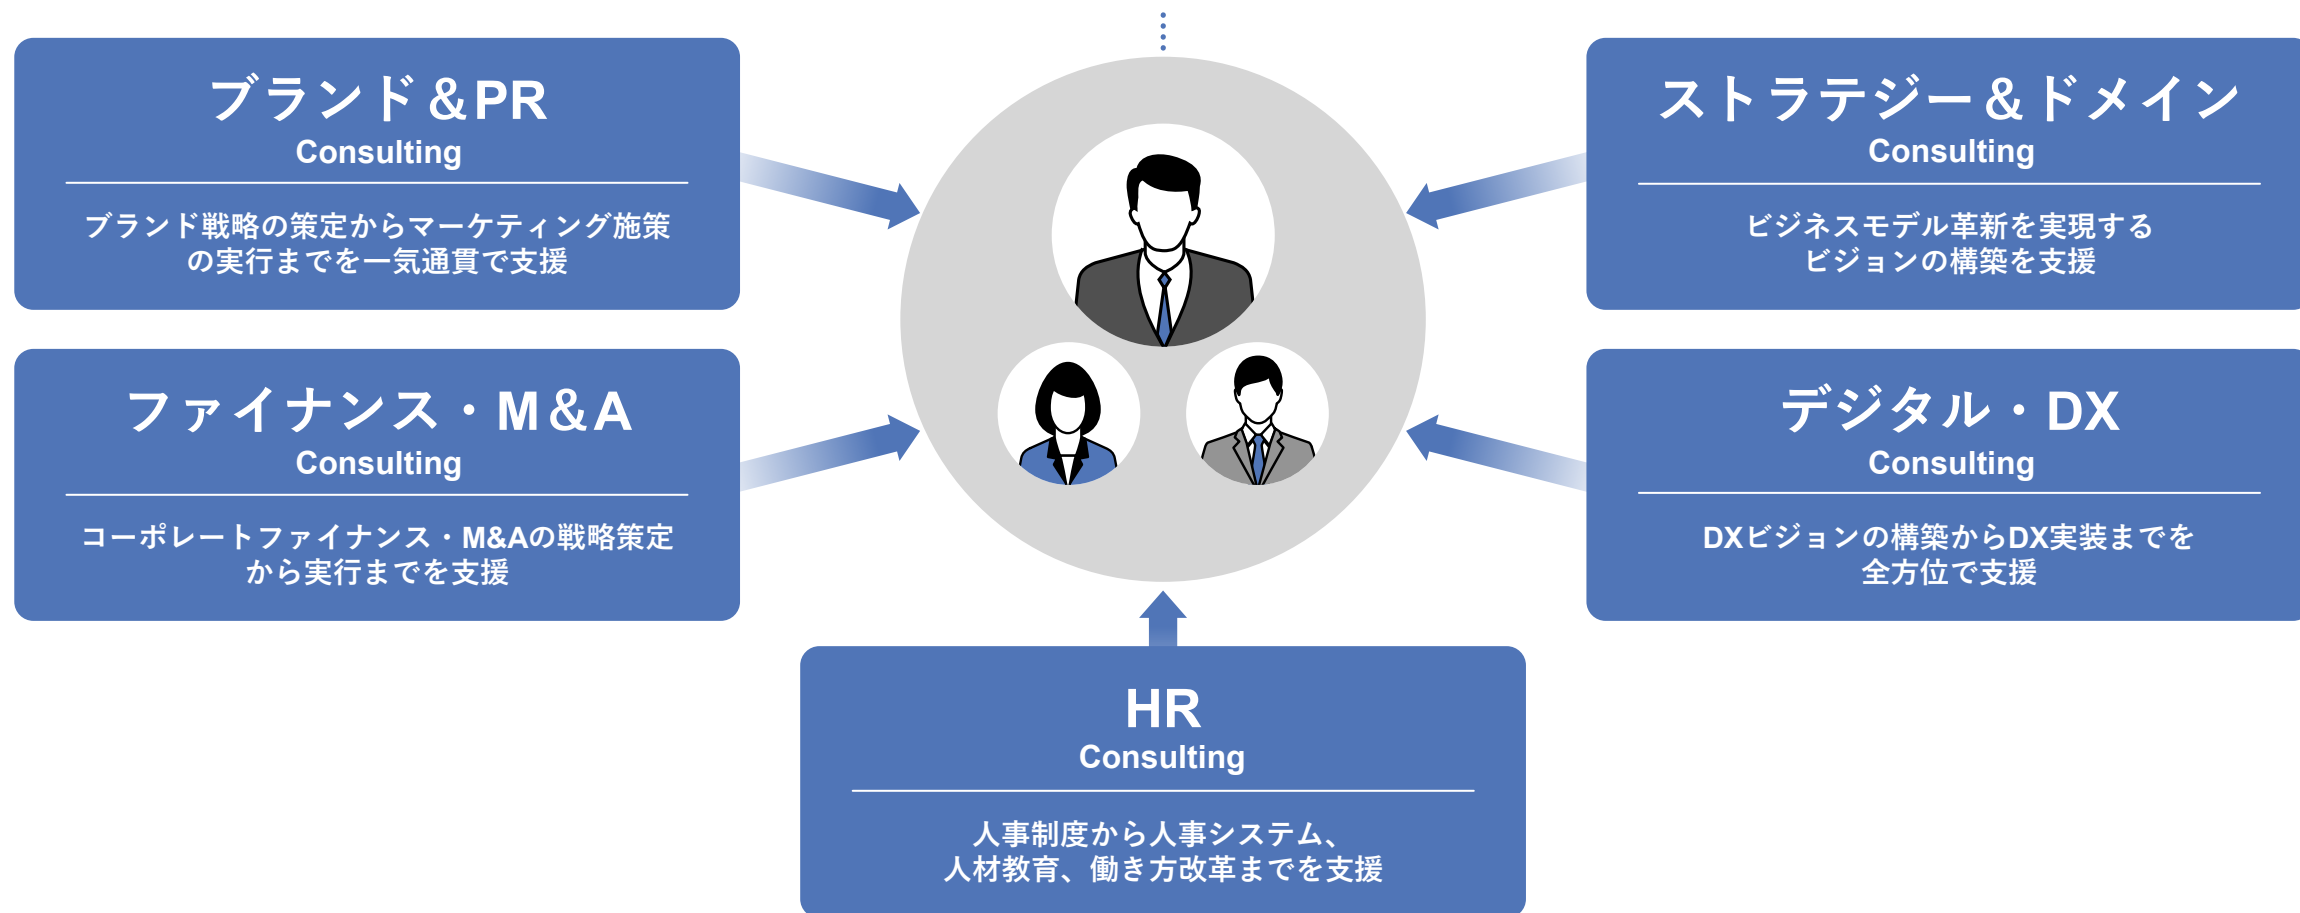 ブランド＆PR
Consulting
ブランド戦略の策定からマーケティング施策
の実行までを一気通貫で支援
ストラテジー＆ドメイン
Consulting
ビジネスモデル革新を実現する
ビジョンの構築を支援
ファイナンス・M＆A
Consulting
コーポレートファイナンス・M&Aの戦略策定
から実行までを支援
デジタル・DX
Consulting
DXビジョンの構築からDX実装までを
全方位で支援
HR
Consulting
人事制度から人事システム、
人材教育、働き方改革までを支援